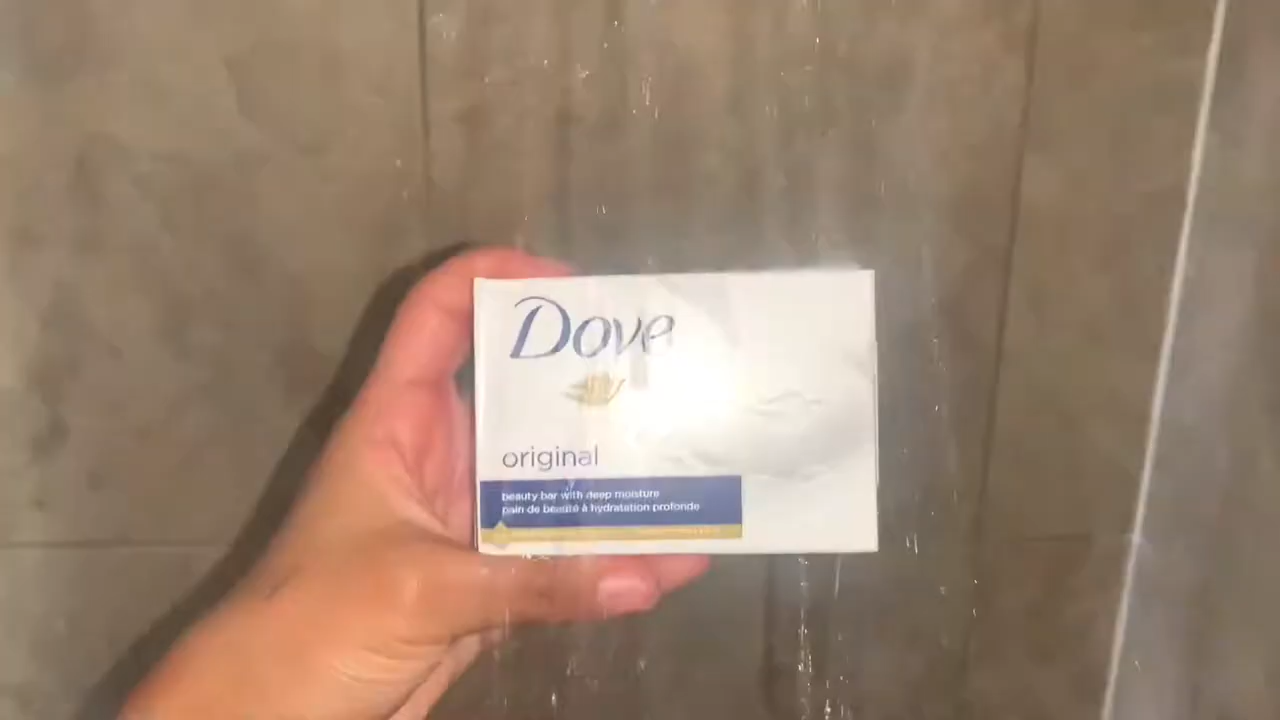 Dove
original
beauty bar with deep moisture
pain de beauté à hydratation profonde